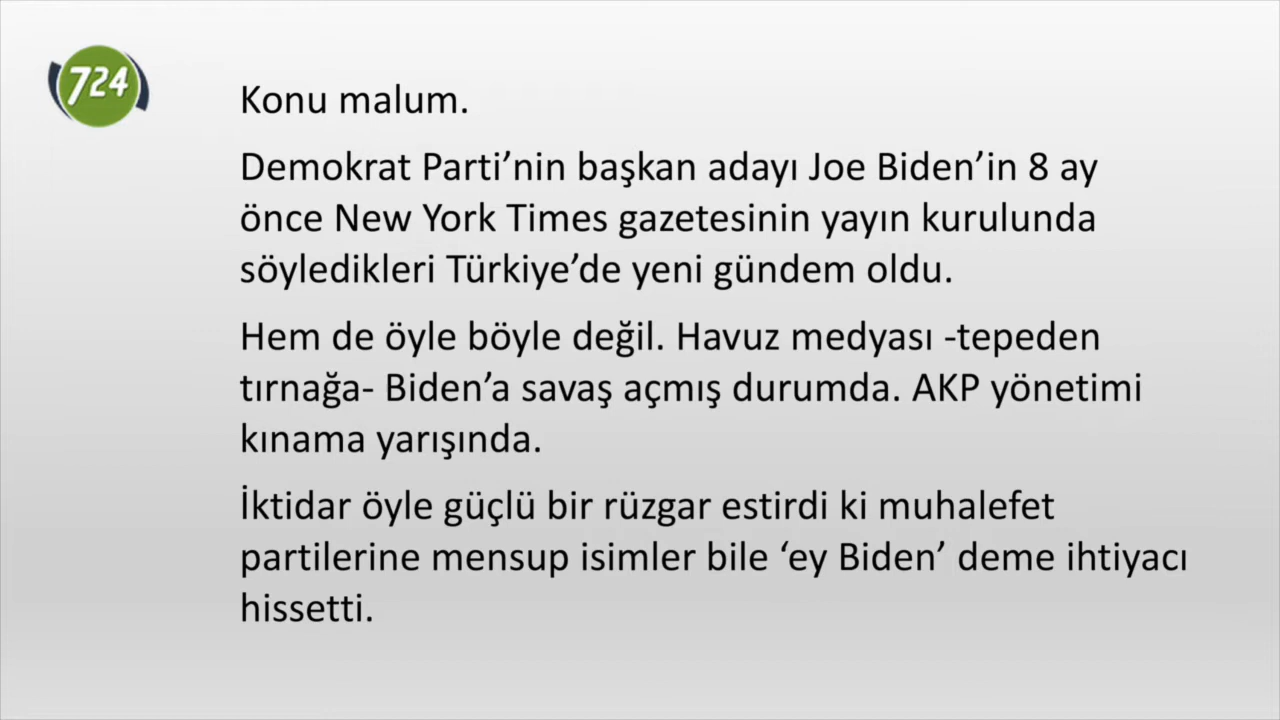 724
Konu malum.
Demokrat Parti’nin başkan adayı Joe Biden’in 8 ay
önce New York Times gazetesinin yayın kurulunda
söyledikleri Türkiye’de yeni gündem oldu.
Hem de öyle böyle değil. Havuz medyası -tepeden
tırnağa- Biden’a savaş açmış durumda. AKP yönetimi
kınama yarışında.
İktidar öyle güçlü bir rüzgar estirdi ki muhalefet
partilerine mensup isimler bile ‘ey Biden’ deme ihtiyacı
hissetti.